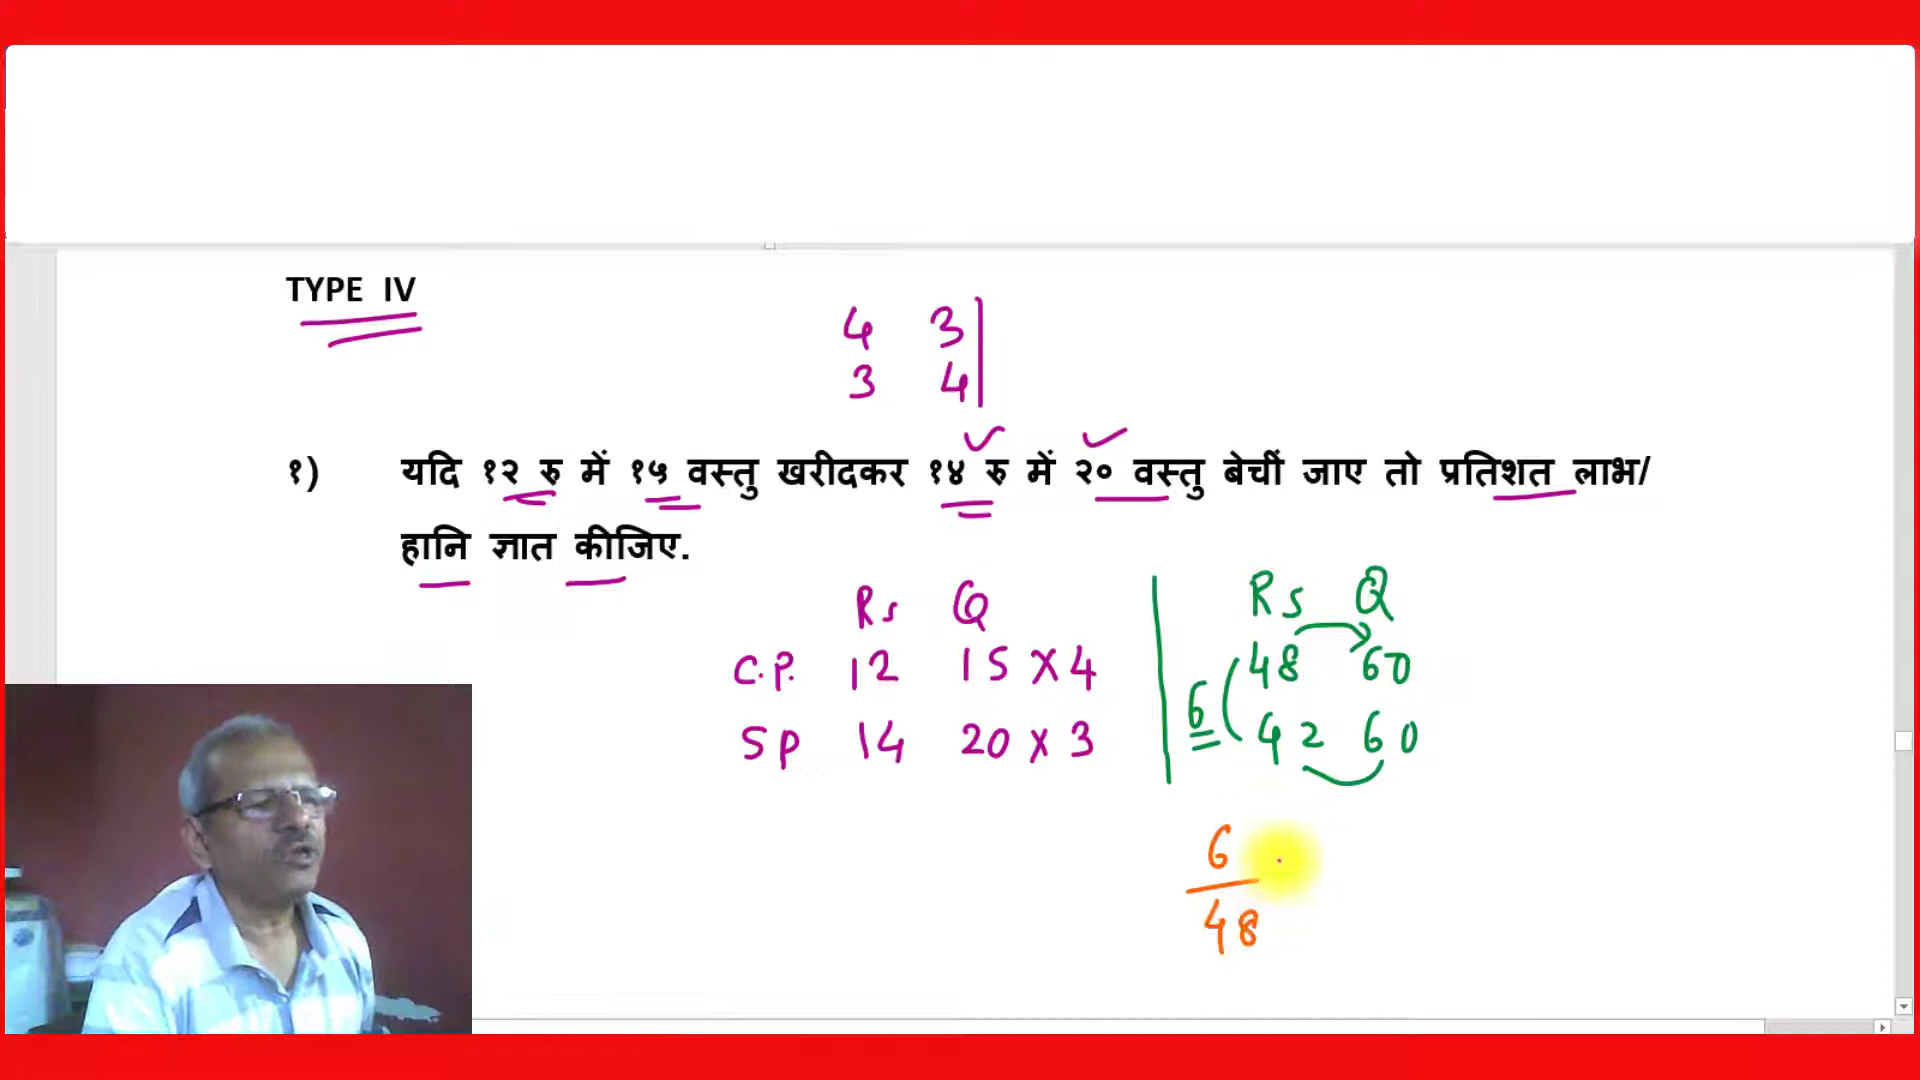 TYPE IV
4 3
3 4
१) यदि १२ रु में १५ वस्तु खरीदकर १४ रु में २० वस्तु बेचीं जाए तो प्रतिशत लाभ/
हानि ज्ञात कीजिए.
Rs Q
C.P. 12 15 X 4
SP 14 20 X 3
Rs Q
48 60
6
42 60
6
48